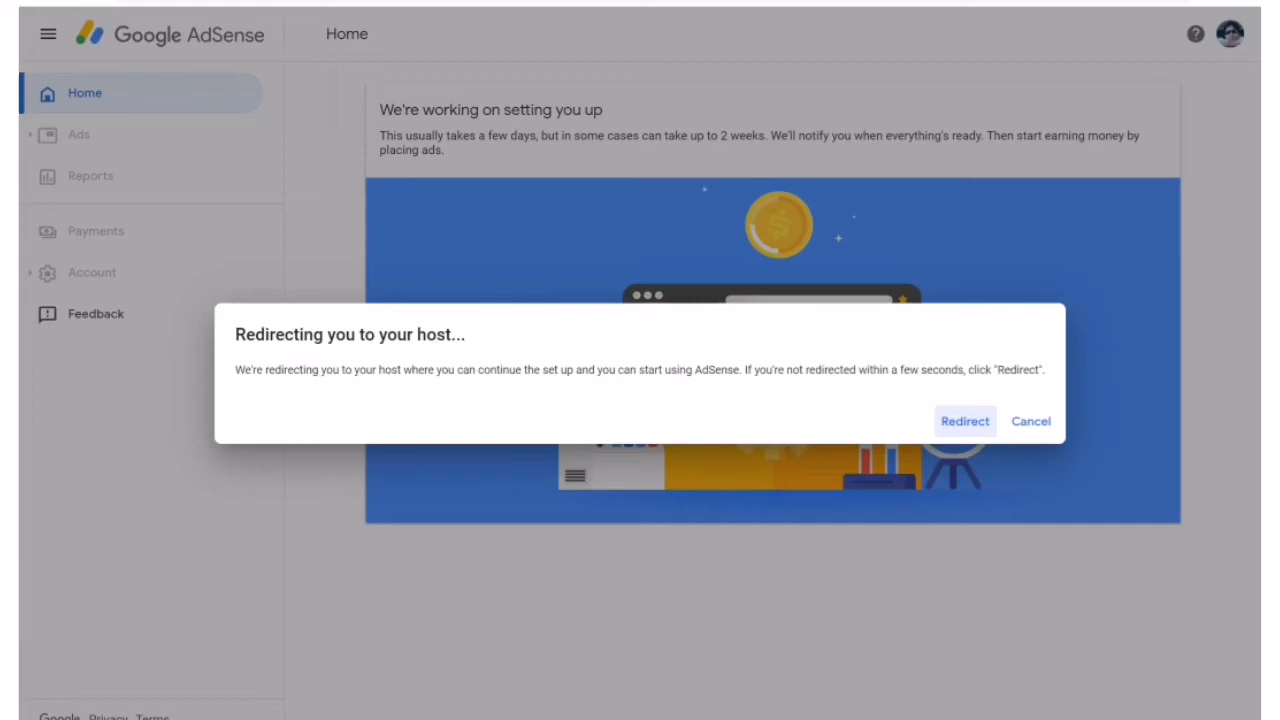 Google AdSense
Home
Home
Ads
Reports
Payments
Account
Feedback
We're working on setting you up
This usually takes a few days, but in some cases can take up to 2 weeks. We'll notify you when everything's ready. Then start earning money by
placing ads.
Redirecting you to your host...
We're redirecting you to your host where you can continue the set up and you can start using AdSense. If you're not redirected within a few seconds, click "Redirect".
Redirect Cancel
Google Privacy Terms